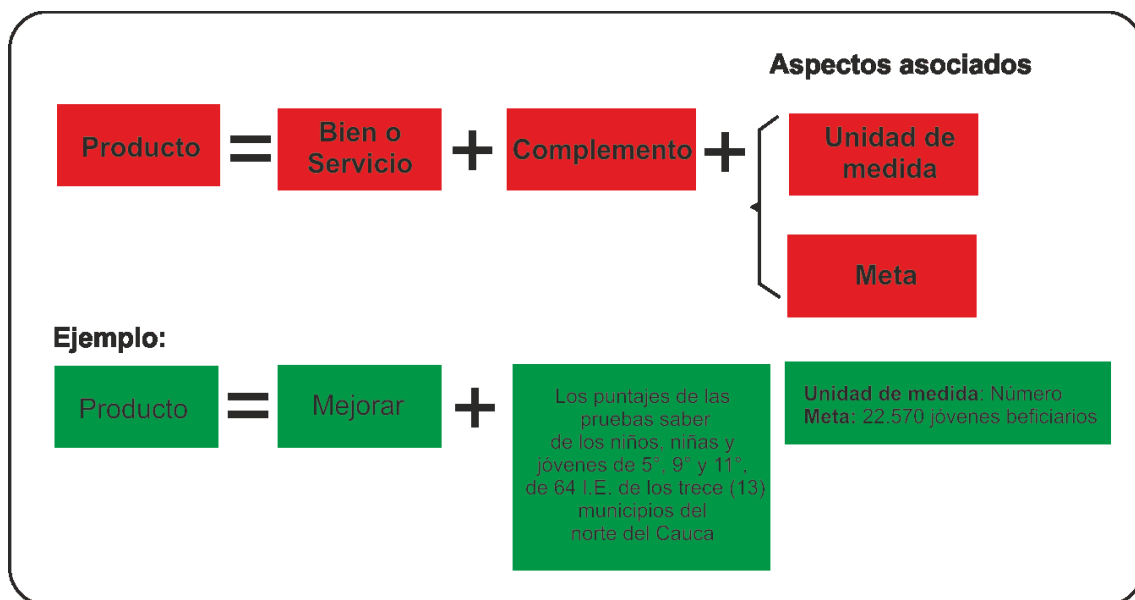 Aspectos asociados
Producto
=
Bien o
Servicio
+
Complemento
+
Unidad de
medida
Meta
Ejemplo:
Producto
=
Mejorar
+
Los puntajes de las
pruebas saber
de los niños, niñas y
jóvenes de 5°, 9° y 11°,
de 64 I.E. de los trece (13)
municipios del
norte del Cauca
Unidad de medida: Número
Meta: 22.570 jóvenes beficiarios